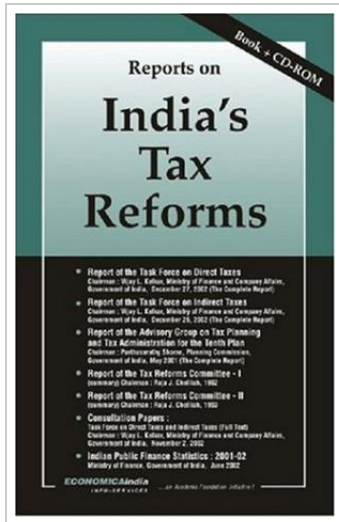 Book + CD-ROM
Reports on
India's
Tax
Reforms
Report of the Task Force on Direct Taxes
Chairman : Vijay L. Kelkar, Ministry of Finance and Company Affairs,
Government of India, December 27, 2002 (The Complete Report)
Report of the Task Force on Indirect Taxes
Chairman : Vijay L. Kelkar, Ministry of Finance and Company Affairs,
Government of India, December 28, 2002 (The Complete Report)
Report of the Advisory Group on Tax Planning
and Tax Administration for the Tenth Plan
Chairman : Parthasarathi Shome, Planning Commission,
Government of India, May 2001 (The Complete Report)
Report of the Tax Reforms Committee - I
(summary) Chairman : Raja J. Chelliah, 1992
Report of the Tax Reforms Committee - II
(summary) Chairman : Raja J. Chelliah, 1993
Consultation Papers :
Task Force on Direct Taxes and Indirect Taxes (Full Text)
Chairman : Vijay L. Kelkar, Ministry of Finance and Company Affairs,
Government of India, November 2, 2002
Indian Public Finance Statistics : 2001-02
Ministry of Finance, Government of India, June 2002
ECONOMICAindia
INFO-SERVICES
...an Academic Foundation initiative!